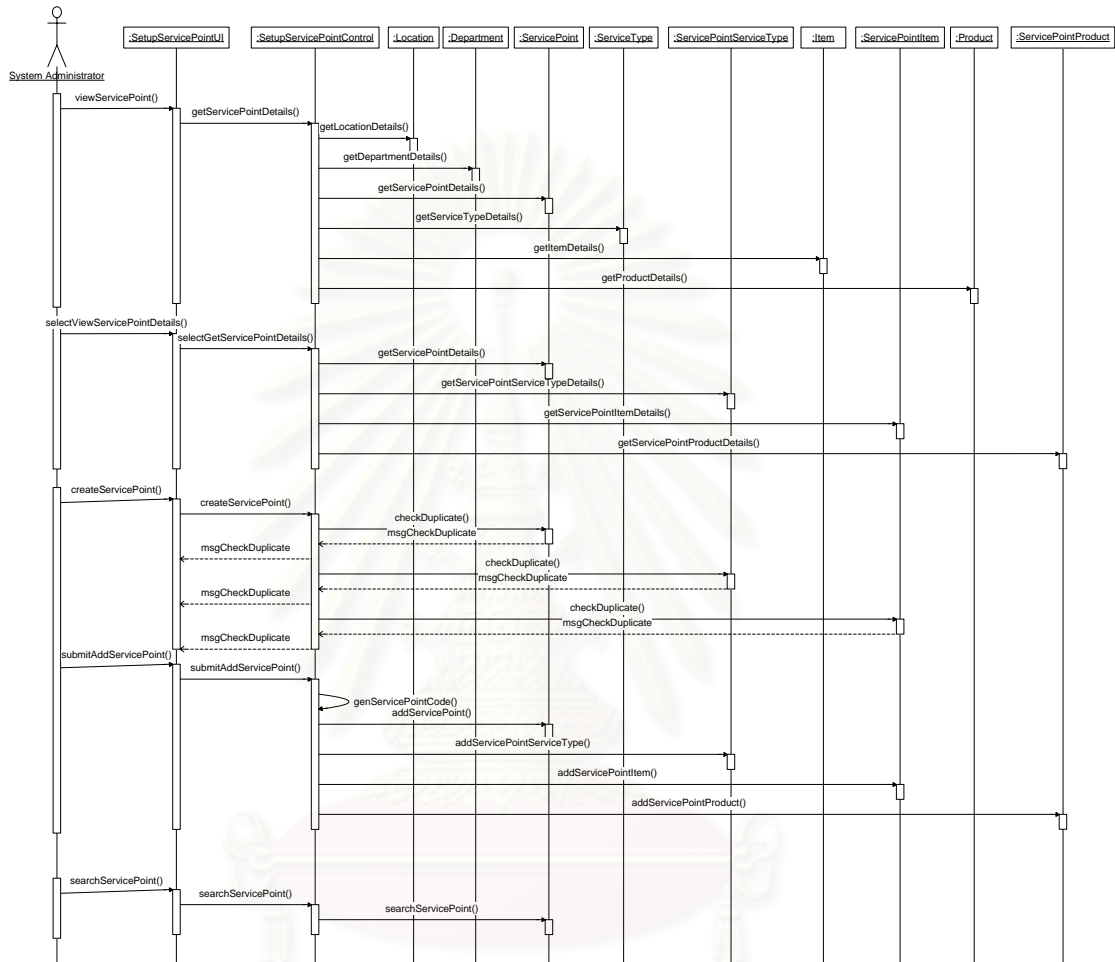 :SetupServicePointUI
:SetupServicePointControl
:Location
:Department
:ServicePoint
:ServiceType
:ServicePointServiceType
:Item
:ServicePointItem
:Product
:ServicePointProduct
System Administrator
viewServicePoint()
getServicePointDetails()
getLocationDetails()
getDepartmentDetails()
getServicePointDetails()
getServiceTypeDetails()
getItemDetails()
getProductDetails()
selectViewServicePointDetails()
selectGetServicePointDetails()
getServicePointDetails()
getServicePointServiceTypeDetails()
getServicePointItemDetails()
getServicePointProductDetails()
createServicePoint()
createServicePoint()
checkDuplicate()
msgCheckDuplicate
msgCheckDuplicate
checkDuplicate()
msgCheckDuplicate
msgCheckDuplicate
checkDuplicate()
msgCheckDuplicate
msgCheckDuplicate
submitAddServicePoint()
submitAddServicePoint()
genServicePointCode()
addServicePoint()
addServicePointServiceType()
addServicePointItem()
addServicePointProduct()
searchServicePoint()
searchServicePoint()
searchServicePoint()